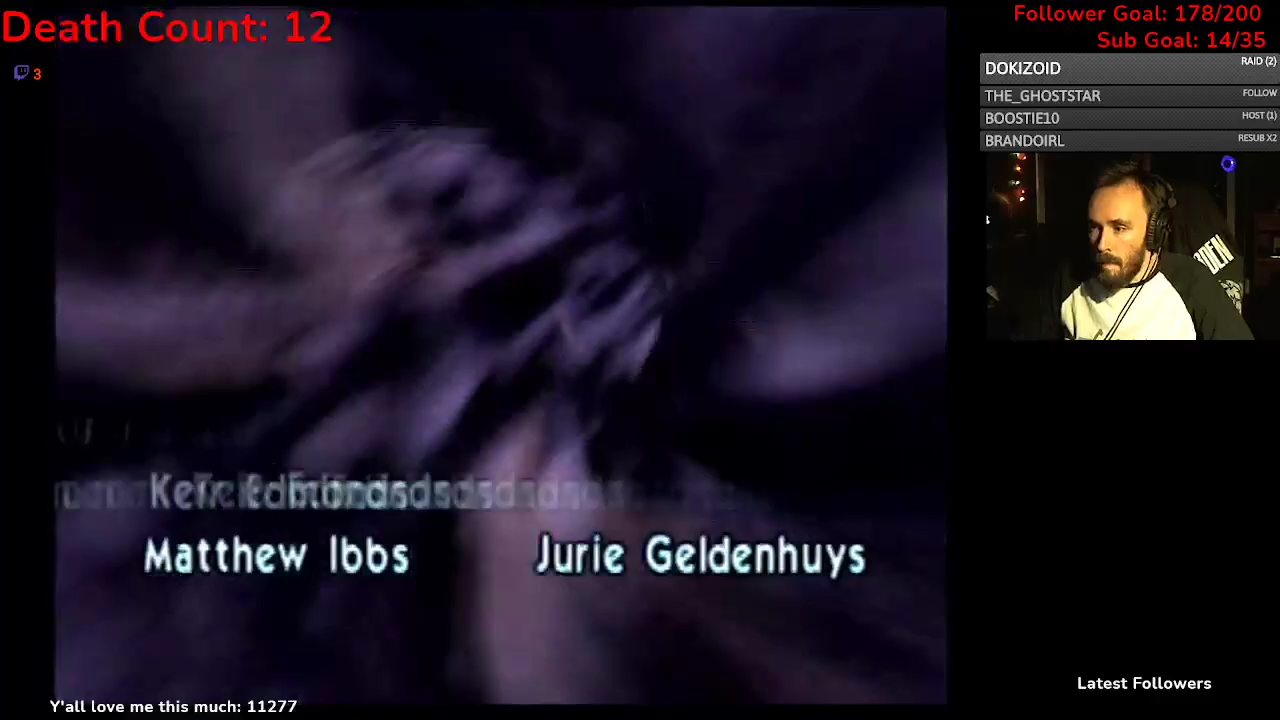 Death Count: 12
3
Follower Goal: 178/200
Sub Goal: 14/35
DOKIZOID RAID (2)
THE_GHOSTSTAR FOLLOW
BOOSTIE10 HOST (1)
BRANDOIRL RESUB X2
Matthew Ibbs Jurie Geldenhuys
Latest Followers
Y'all love me this much: 11277